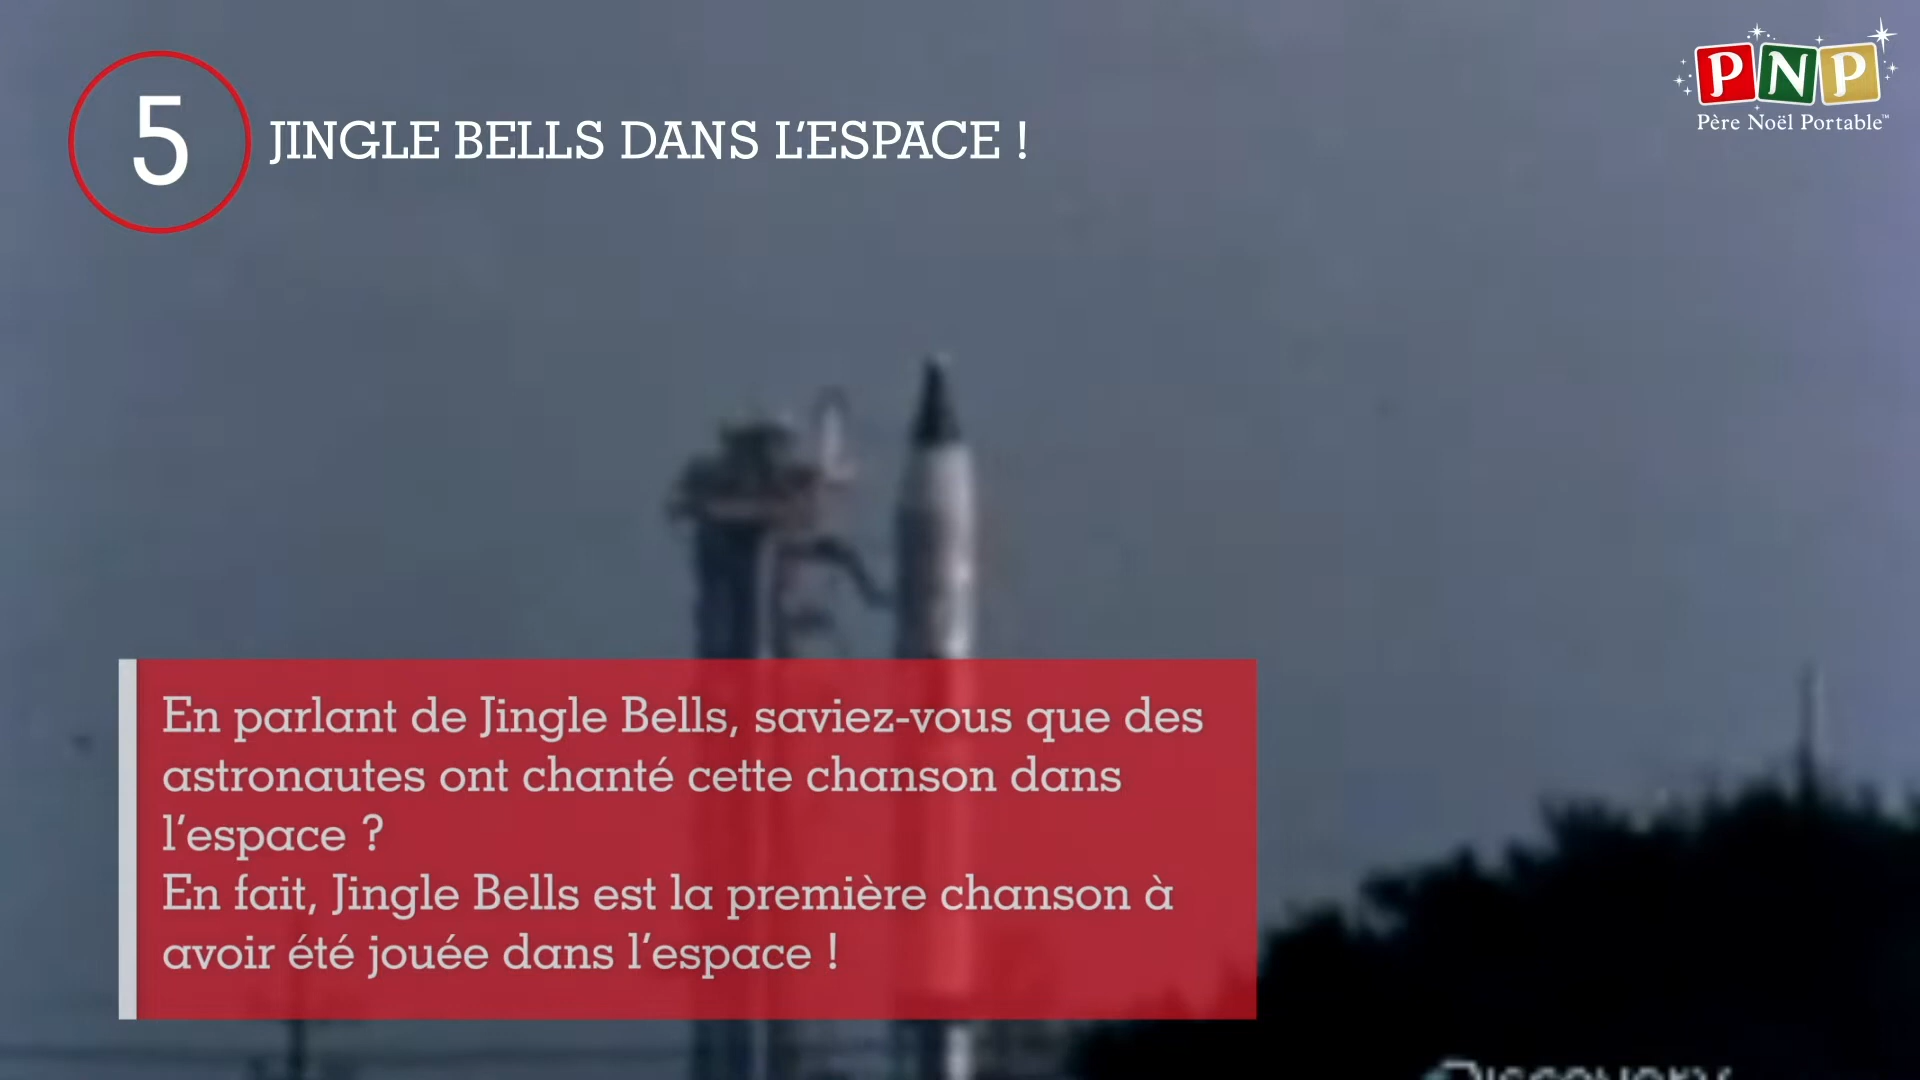 5
JINGLE BELLS DANS L'ESPACE !
PNP
Père Noël Portable™
En parlant de Jingle Bells, saviez-vous que des
astronautes ont chanté cette chanson dans
l'espace ?
En fait, Jingle Bells est la première chanson à
avoir été jouée dans l'espace !
Discovery